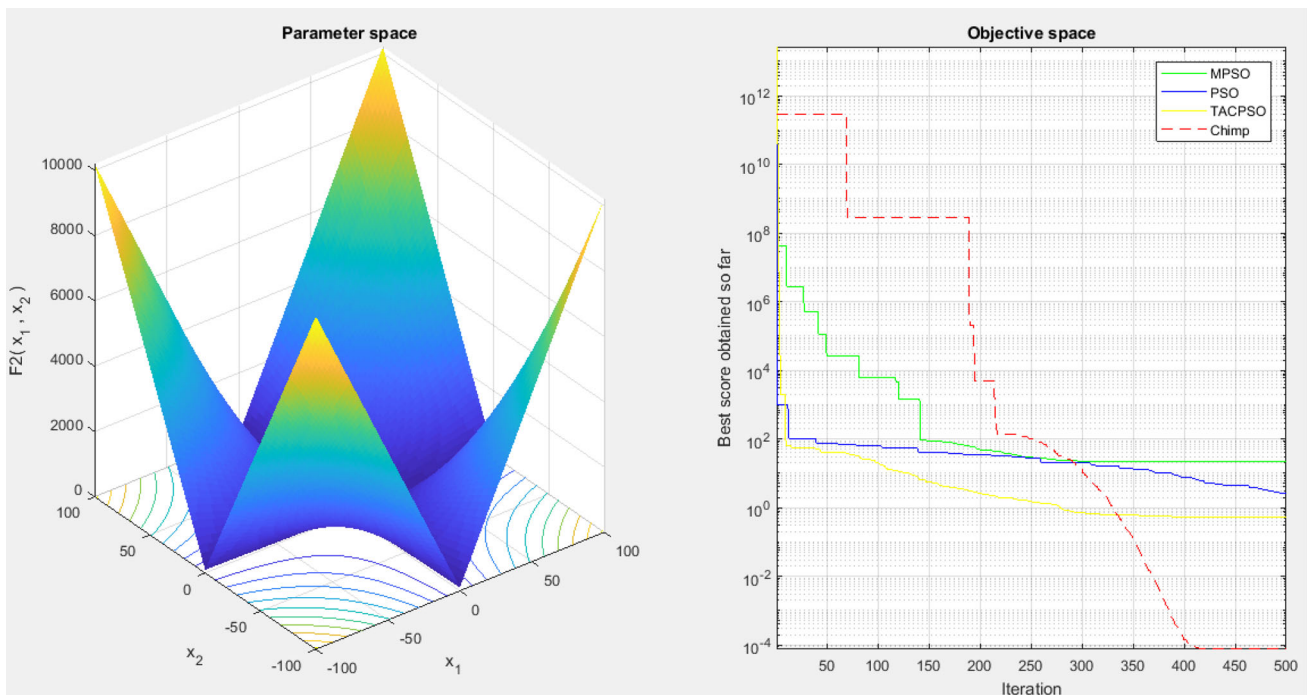 Parameter space
10000
8000
6000
4000
2000
0
F2( x1 , x2 )
100
50
0
-50
-100
x2
-100
-50
0
50
100
x1
Objective space
MPSO
PSO
TACPSO
Chimp
10^12
10^10
10^8
10^6
10^4
10^2
10^0
10^-2
10^-4
Best score obtained so far
50 100 150 200 250 300 350 400 450 500
Iteration